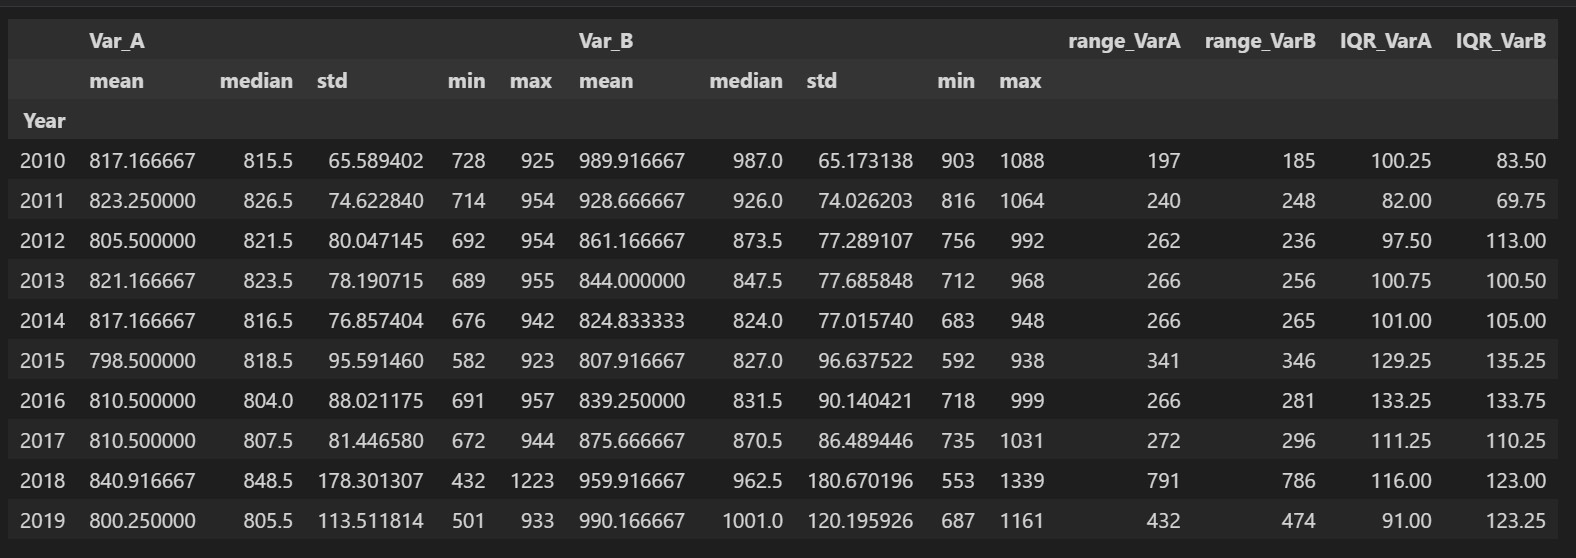 Var_A Var_B range_VarA range_VarB IQR_VarA IQR_VarB
mean median std min max mean median std min max
Year
2010 817.166667 815.5 65.589402 728 925 989.916667 987.0 65.173138 903 1088 197 185 100.25 83.50
2011 823.250000 826.5 74.622840 714 954 928.666667 926.0 74.026203 816 1064 240 248 82.00 69.75
2012 805.500000 821.5 80.047145 692 954 861.166667 873.5 77.289107 756 992 262 236 97.50 113.00
2013 821.166667 823.5 78.190715 689 955 844.000000 847.5 77.685848 712 968 266 256 100.75 100.50
2014 817.166667 816.5 76.857404 676 942 824.833333 824.0 77.015740 683 948 266 265 101.00 105.00
2015 798.500000 818.5 95.591460 582 923 807.916667 827.0 96.637522 592 938 341 346 129.25 135.25
2016 810.500000 804.0 88.021175 691 957 839.250000 831.5 90.140421 718 999 266 281 133.25 133.75
2017 810.500000 807.5 81.446580 672 944 875.666667 870.5 86.489446 735 1031 272 296 111.25 110.25
2018 840.916667 848.5 178.301307 432 1223 959.916667 962.5 180.670196 553 1339 791 786 116.00 123.00
2019 800.250000 805.5 113.511814 501 933 990.166667 1001.0 120.195926 687 1161 432 474 91.00 123.25